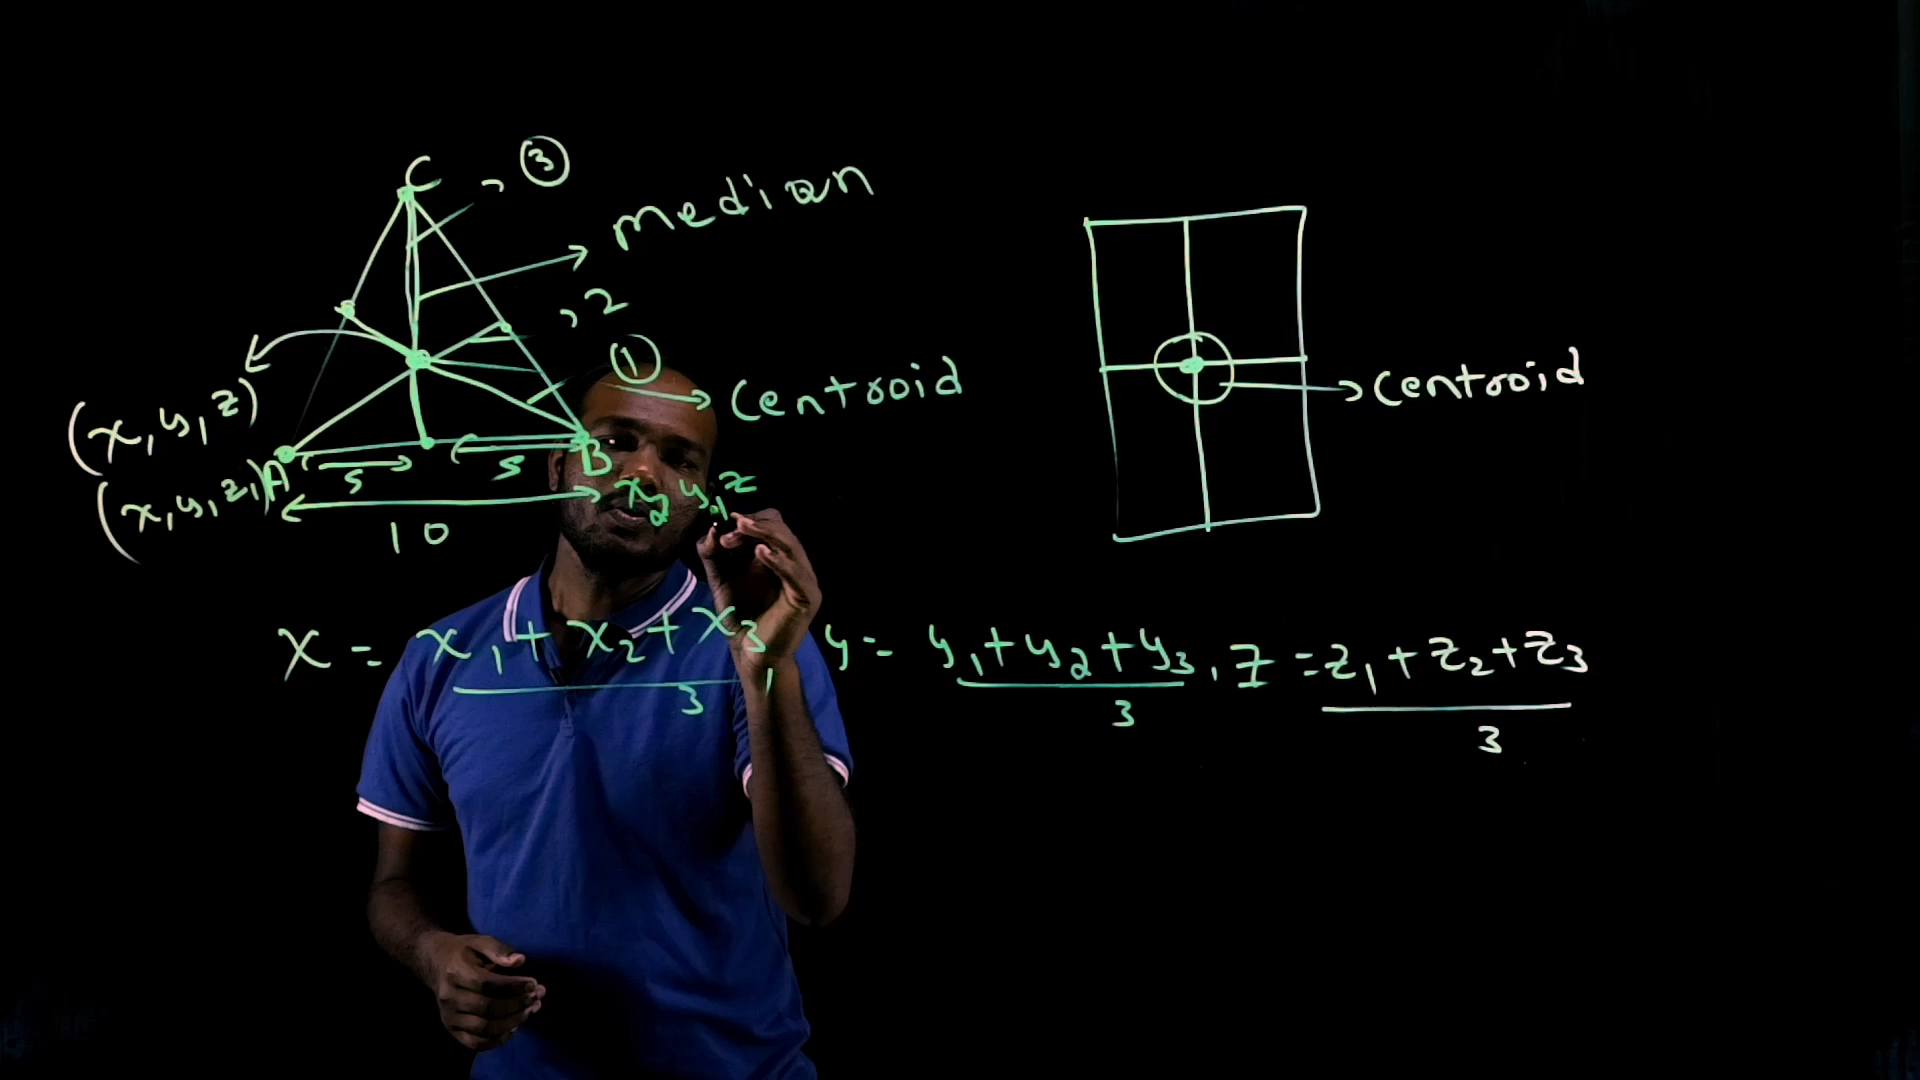 C
, ③
median
, 2
①
centroid
centroid
(x, y, z)
(x, y, z,) A
5
5
B
x2 y, z
10
x = x1 + x2 + x3 / 3, y = y1 + y2 + y3 / 3, z = z1 + z2 + z3 / 3